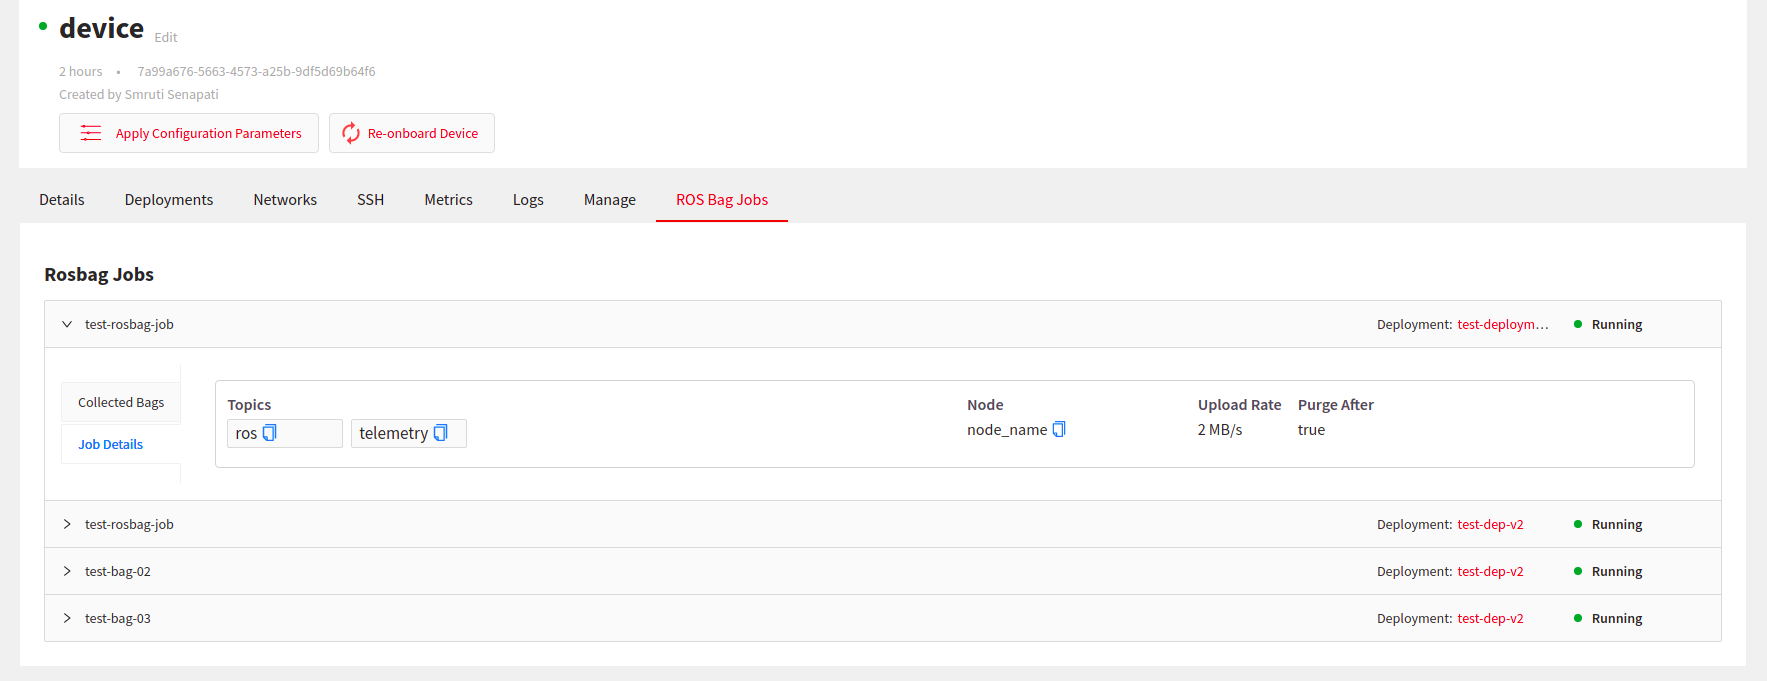 device Edit
2 hours • 7a99a676-5663-4573-a25b-9df5d69b64f6
Created by Smruti Senapati
Apply Configuration Parameters Re-onboard Device
Details Deployments Networks SSH Metrics Logs Manage ROS Bag Jobs
Rosbag Jobs
test-rosbag-job Deployment: test-deploym... Running
Collected Bags
Job Details
Topics Node Upload Rate Purge After
ros telemetry node_name 2 MB/s true
test-rosbag-job Deployment: test-dep-v2 Running
test-bag-02 Deployment: test-dep-v2 Running
test-bag-03 Deployment: test-dep-v2 Running